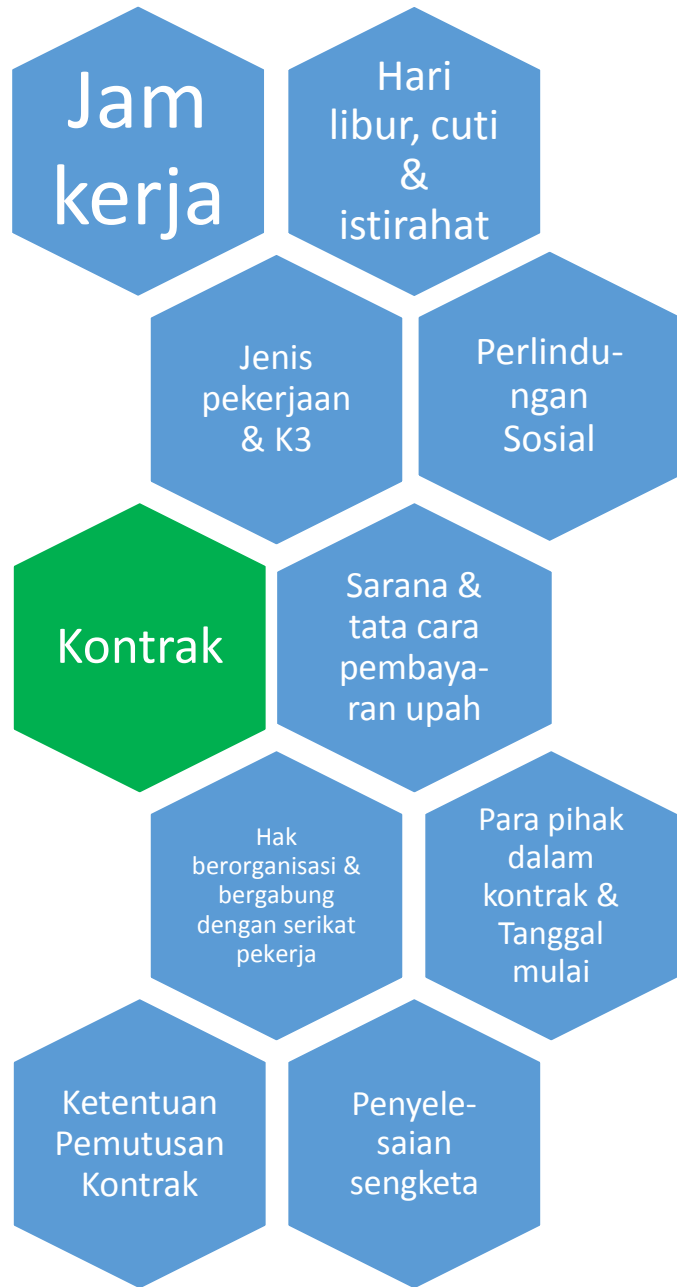 Jam
kerja
Hari
libur, cuti
&
istirahat
Jenis
pekerjaan
& K3
Perlindu-
ngan
Sosial
Kontrak
Sarana &
tata cara
pembaya-
ran upah
Hak
berorganisasi &
bergabung
dengan serikat
pekerja
Para pihak
dalam
kontrak &
Tanggal
mulai
Ketentuan
Pemutusan
Kontrak
Penyele-
saian
sengketa